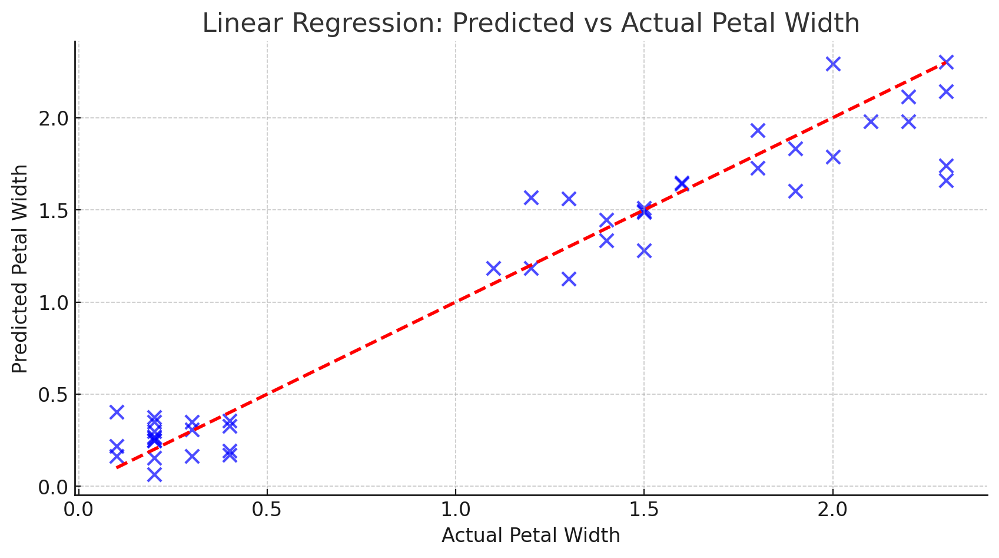 Linear Regression: Predicted vs Actual Petal Width
Predicted Petal Width
2.0
1.5
1.0
0.5
0.0
0.0 0.5 1.0 1.5 2.0
Actual Petal Width